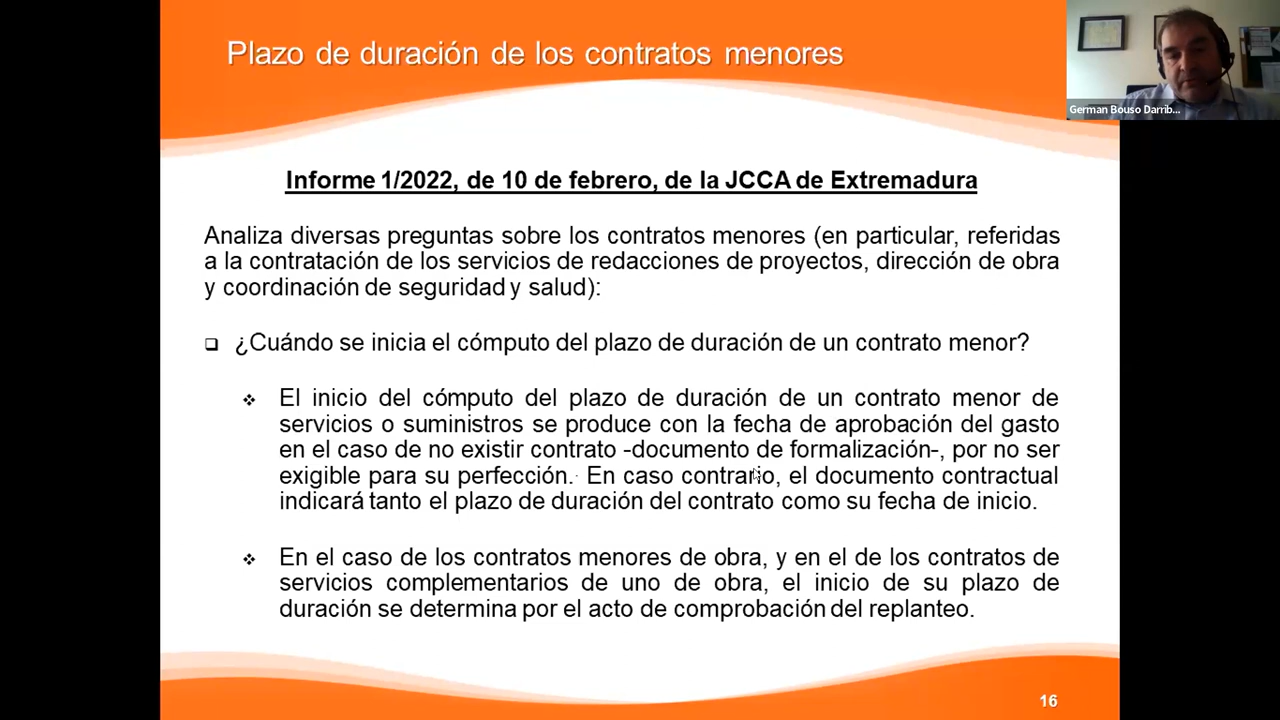 Plazo de duración de los contratos menores
German Bouso Darrib...
Informe 1/2022, de 10 de febrero, de la JCCA de Extremadura
Analiza diversas preguntas sobre los contratos menores (en particular, referidas
a la contratación de los servicios de redacciones de proyectos, dirección de obra
y coordinación de seguridad y salud):
❑ ¿Cuándo se inicia el cómputo del plazo de duración de un contrato menor?
❖ El inicio del cómputo del plazo de duración de un contrato menor de
servicios o suministros se produce con la fecha de aprobación del gasto
en el caso de no existir contrato -documento de formalización-, por no ser
exigible para su perfección. En caso contrario, el documento contractual
indicará tanto el plazo de duración del contrato como su fecha de inicio.
❖ En el caso de los contratos menores de obra, y en el de los contratos de
servicios complementarios de uno de obra, el inicio de su plazo de
duración se determina por el acto de comprobación del replanteo.
16